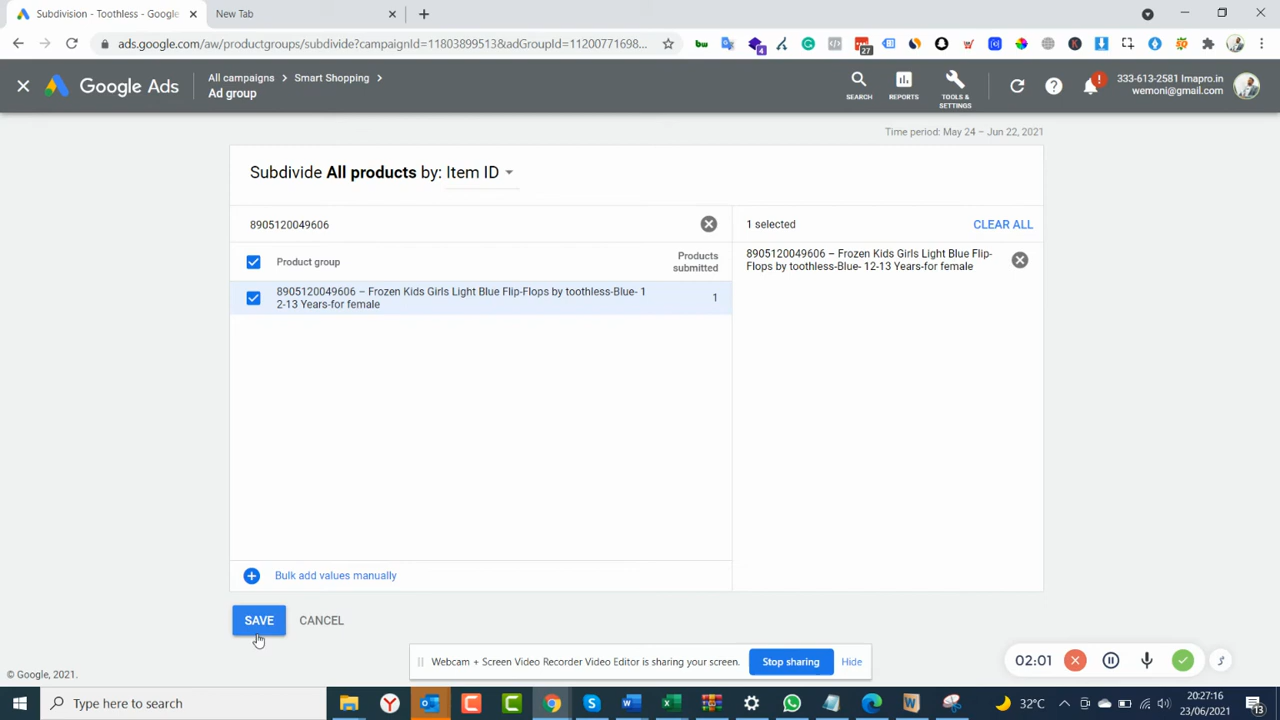 Subdivision - Toothless - Google
New Tab
ads.google.com/aw/productgroups/subdivide?campaignId=11803899513&adGroupId=11200771698...
4
27
Google Ads
All campaigns > Smart Shopping >
Ad group
SEARCH
REPORTS
TOOLS &
SETTINGS
333-613-2581 Imapro.in
wemoni@gmail.com
Time period: May 24 – Jun 22, 2021
Subdivide All products by: Item ID
8905120049606
1 selected
CLEAR ALL
Product group
Products
submitted
8905120049606 – Frozen Kids Girls Light Blue Flip-Flops by toothless-Blue- 1
2-13 Years-for female
1
8905120049606 – Frozen Kids Girls Light Blue Flip-
Flops by toothless-Blue- 12-13 Years-for female
Bulk add values manually
SAVE
CANCEL
Webcam + Screen Video Recorder Video Editor is sharing your screen.
Stop sharing
Hide
02:01
© Google, 2021.
Type here to search
32°C
20:27:16
23/06/2021
13